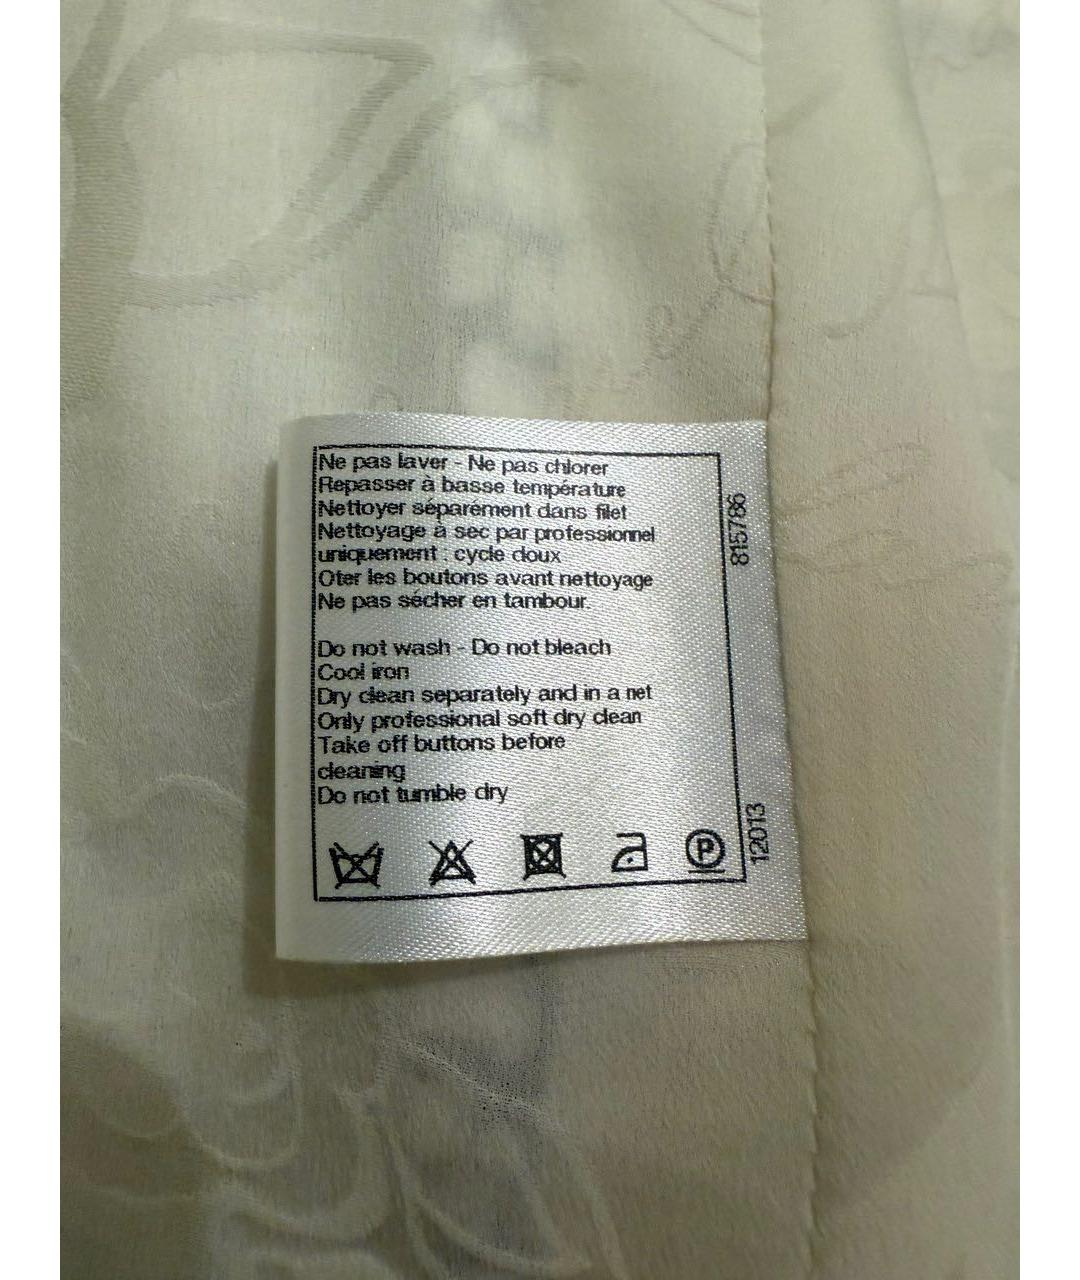 Ne pas laver - Ne pas chlorer
Repasser à basse température
Nettoyer séparément dans filet
Nettoyage à sec par professionnel
uniquement : cycle doux
Oter les boutons avant nettoyage
Ne pas sécher en tambour.
Do not wash - Do not bleach
Cool iron
Dry clean separately and in a net
Only professional soft dry clean
Take off buttons before
cleaning
Do not tumble dry
P
815786
12013